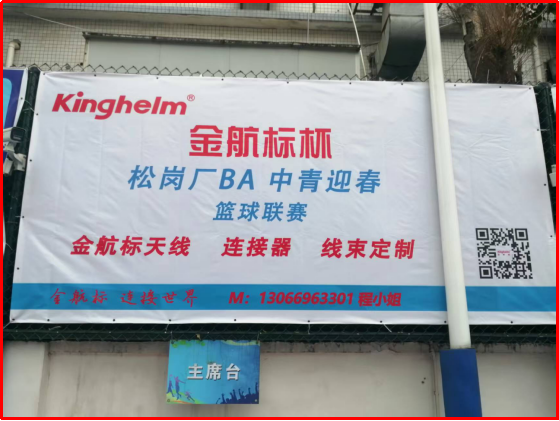 Kinghelm®
金航标杯
松岗厂BA 中青迎春
篮球联赛
金航标天线 连接器 线束定制
金航标 连接世界 M：13066963301 程小姐
主席台